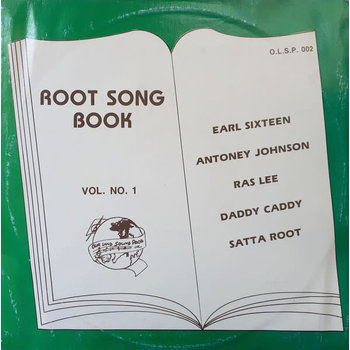 O.L.S.P. 002
ROOT SONG
BOOK
VOL. NO. 1
EARL SIXTEEN
ANTONEY JOHNSON
RAS LEE
DADDY CADDY
SATTA ROOT